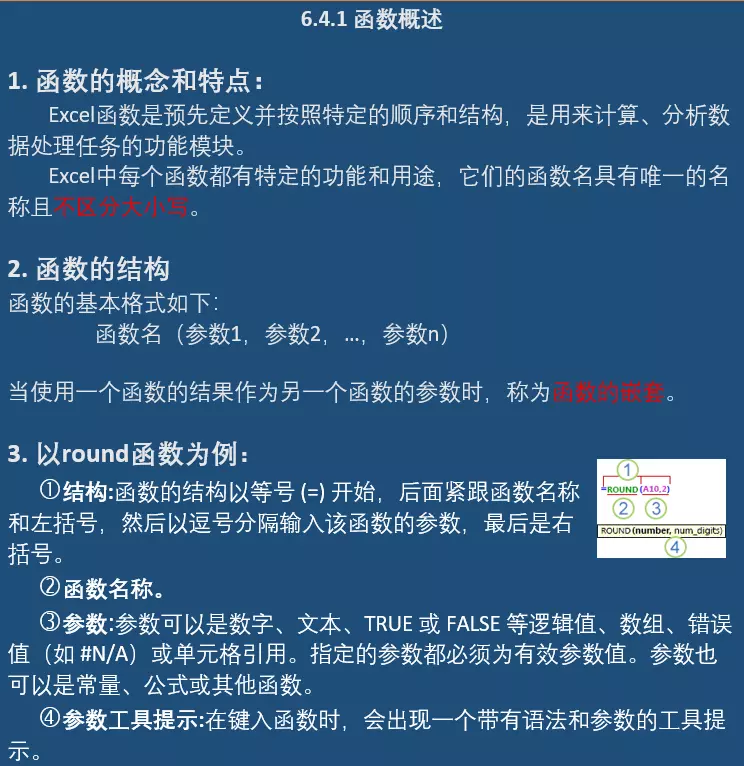 6.4.1 函数概述
1. 函数的概念和特点：
Excel函数是预先定义并按照特定的顺序和结构，是用来计算、分析数
据处理任务的功能模块。
Excel中每个函数都有特定的功能和用途，它们的函数名具有唯一的名
称且不区分大小写。
2. 函数的结构
函数的基本格式如下：
函数名（参数1，参数2，...，参数n）
当使用一个函数的结果作为另一个函数的参数时，称为函数的嵌套。
3. 以round函数为例：
①结构:函数的结构以等号 (=) 开始，后面紧跟函数名称
和左括号，然后以逗号分隔输入该函数的参数，最后是右
括号。
②函数名称。
③参数:参数可以是数字、文本、TRUE 或 FALSE 等逻辑值、数组、错误
值（如 #N/A）或单元格引用。指定的参数都必须为有效参数值。参数也
可以是常量、公式或其他函数。
④参数工具提示:在键入函数时，会出现一个带有语法和参数的工具提
示。
1
=ROUND(A10,2)
2 3
ROUND(number, num_digits)
4